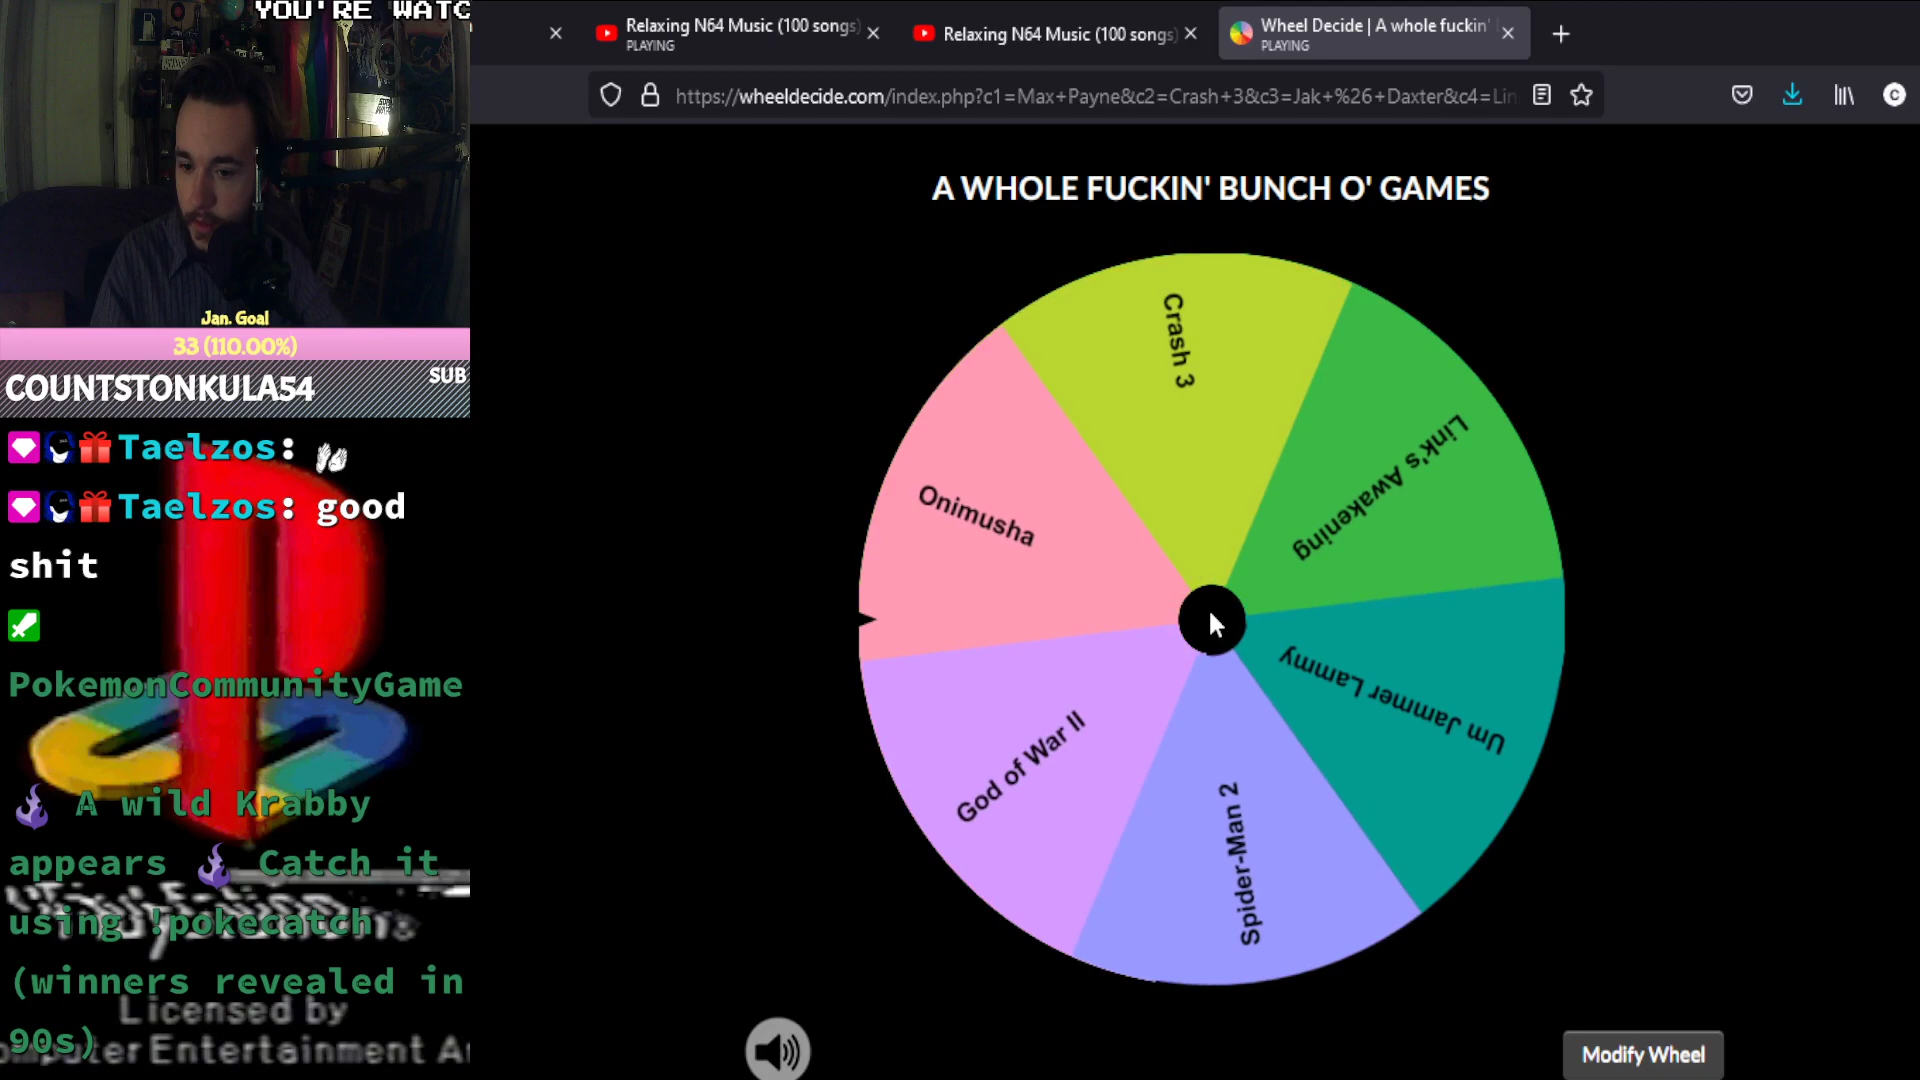 YOU'RE WATC
Relaxing N64 Music (100 songs)
PLAYING
Relaxing N64 Music (100 songs)
Wheel Decide | A whole fuckin'
PLAYING
https://wheeldecide.com/index.php?c1=Max+Payne&c2=Crash+3&c3=Jak+%26+Daxter&c4=Lin
C
A WHOLE FUCKIN' BUNCH O' GAMES
Crash 3
Link's Awakening
Onimusha
Um Jammer Lammy
God of War II
Spider-Man 2
Modify Wheel
Jan. Goal
33 (110.00%)
COUNTSTONKULA54
SUB
Taelzos:
Taelzos: good
shit
PokemonCommunityGame
A wild Krabby
appears Catch it
using !pokecatch
(winners revealed in
90s)
Licensed by
Entertainment